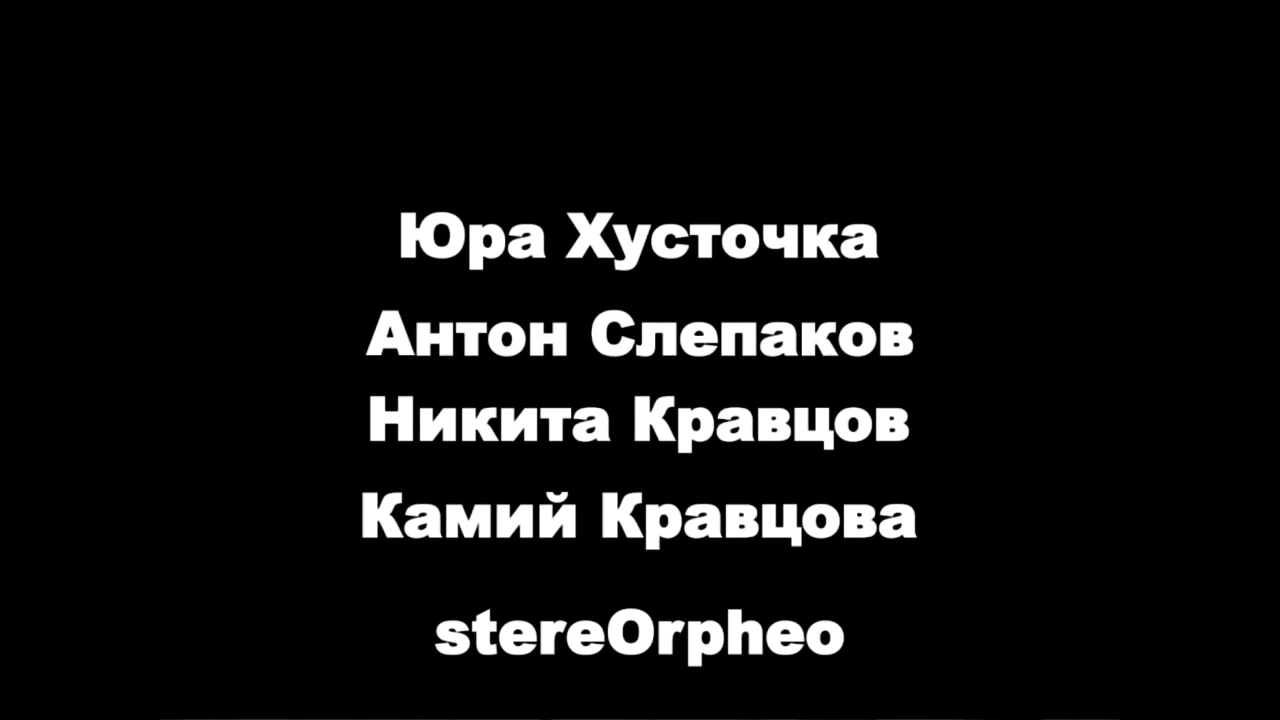 Юра Хусточка
Антон Слепаков
Никита Кравцов
Камий Кравцова
stereOrpheo